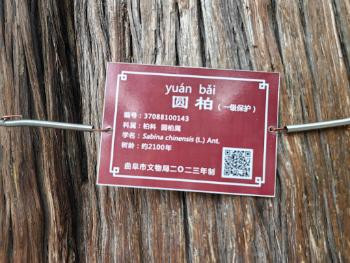 yuán bǎi
圆柏（一级保护）
编号：37088100143
科属：柏科 圆柏属
学名：Sabina chinensis (L.) Ant.
树龄：约2100年
曲阜市文物局二〇二三年制